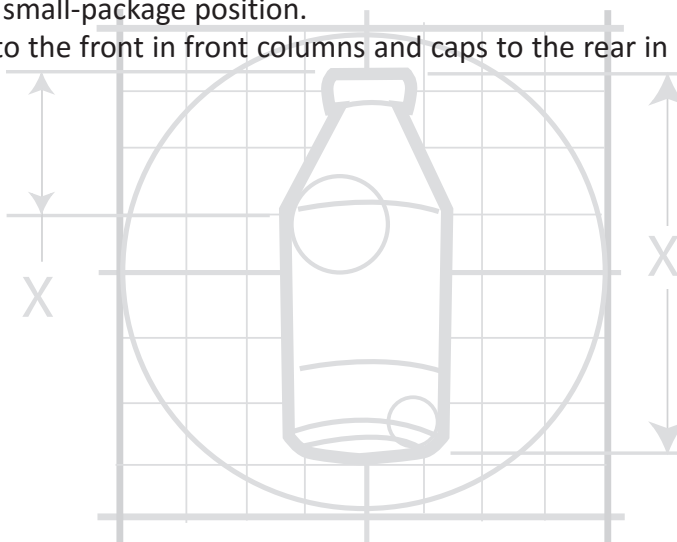 small-package position.
to the front in front columns and caps to the rear in
X
X